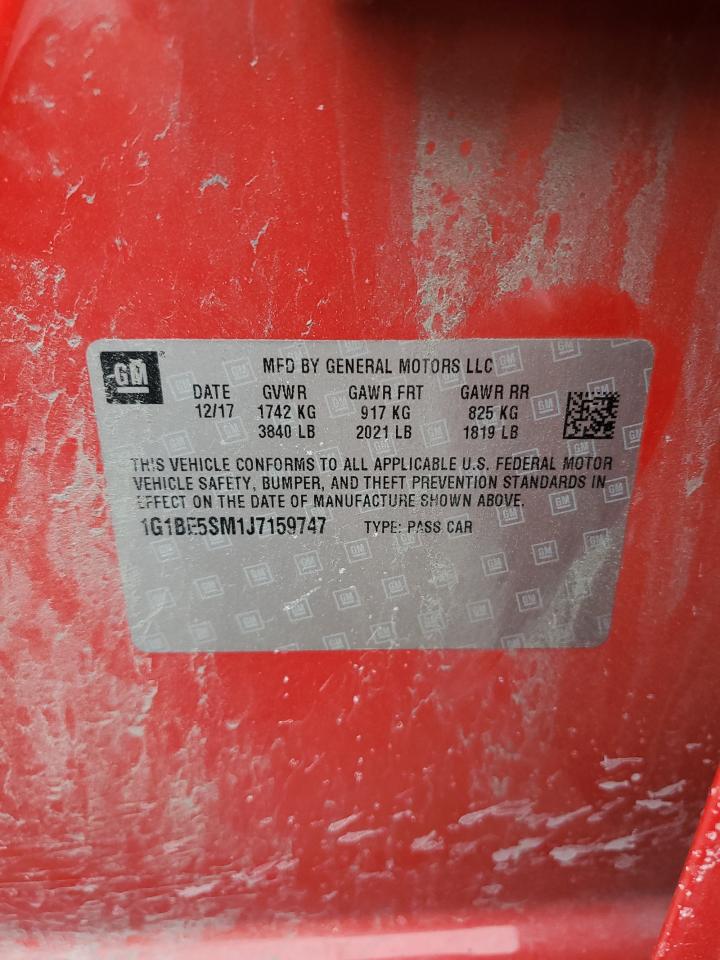 GM
MFD BY GENERAL MOTORS LLC
DATE GVWR GAWR FRT GAWR RR
12/17 1742 KG 917 KG 825 KG
3840 LB 2021 LB 1819 LB
THIS VEHICLE CONFORMS TO ALL APPLICABLE U.S. FEDERAL MOTOR
VEHICLE SAFETY, BUMPER, AND THEFT PREVENTION STANDARDS IN
EFFECT ON THE DATE OF MANUFACTURE SHOWN ABOVE.
1G1BE5SM1J7159747 TYPE: PASS CAR